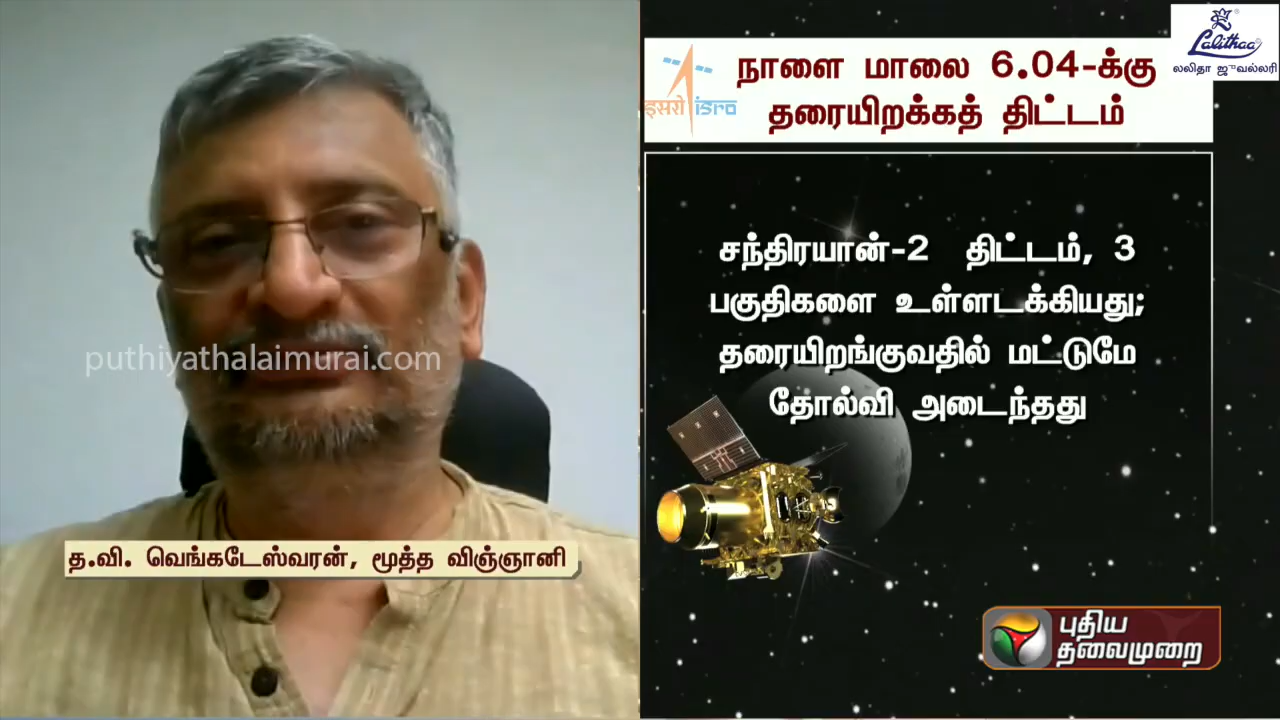 Lalithaa
லலிதா ஜுவல்லரி
நாளை மாலை 6.04-க்கு
தரையிறக்கத் திட்டம்
इसरो isro
சந்திரயான்-2 திட்டம், 3
பகுதிகளை உள்ளடக்கியது;
தரையிறங்குவதில் மட்டுமே
தோல்வி அடைந்தது
puthiyathalaimurai.com
த.வி. வெங்கடேஸ்வரன், மூத்த விஞ்ஞானி
புதிய
தலைமுறை